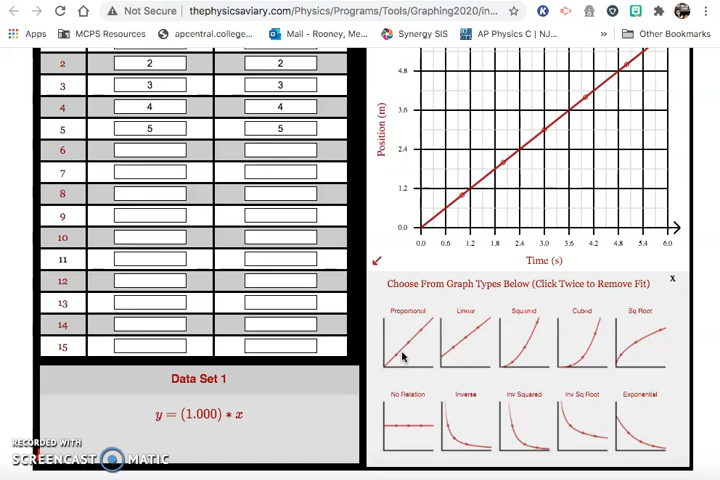 Not Secure | thephysicsaviary.com/Physics/Programs/Tools/Graphing2020/in...
Apps MCPS Resources apcentral.college... Mail - Rooney, Me... Synergy SIS AP Physics C | NJ... » Other Bookmarks
2 2 2
3 3 3
4 4 4
5 5 5
6
7
8
9
10
11
12
13
14
15
Data Set 1
y = (1.000) * x
Position (m)
4.8
3.6
2.4
1.2
0.0
0.0 0.6 1.2 1.8 2.4 3.0 3.6 4.2 4.8 5.4 6.0
Time (s)
Choose From Graph Types Below (Click Twice to Remove Fit)
x
Proportional Linear Squared Cubed Sq Root
No Relation Inverse Inv Squared Inv Sq Root Exponential
RECORDED WITH
SCREENCAST MATIC